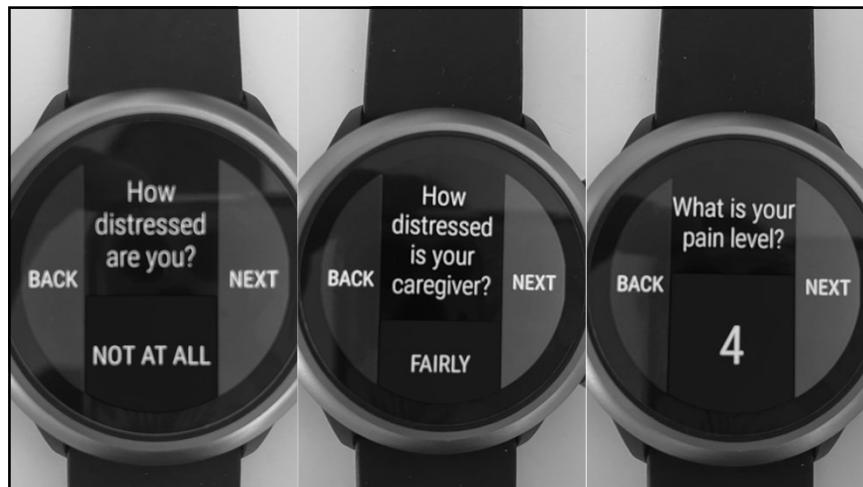 How
distressed
are you?
BACK
NEXT
NOT AT ALL
How
distressed
is your
caregiver?
BACK
NEXT
FAIRLY
What is your
pain level?
BACK
NEXT
4